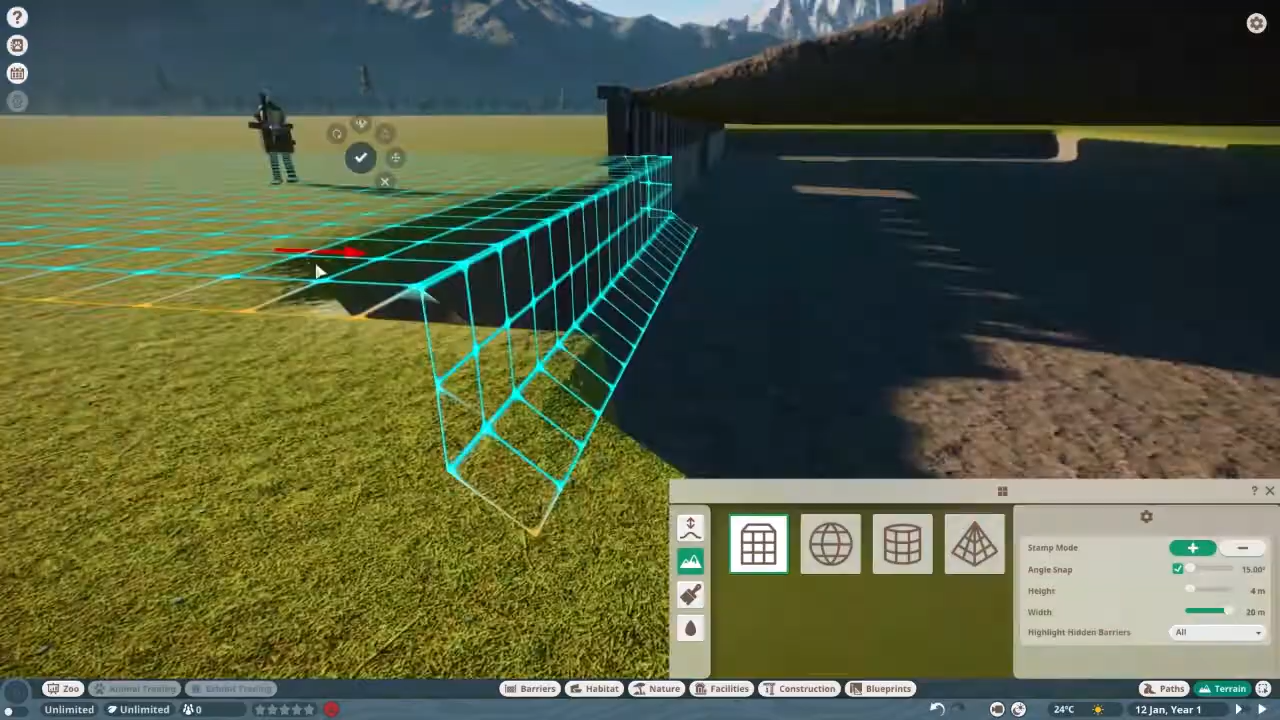 ?
? ×
Stamp Mode + −
Angle Snap 15.00°
Height 4 m
Width 20 m
Highlight Hidden Barriers All
Zoo Animal Trading Exhibit Trading Barriers Habitat Nature Facilities Construction Blueprints Paths Terrain
Unlimited Unlimited 0 24°C 12 Jan, Year 1